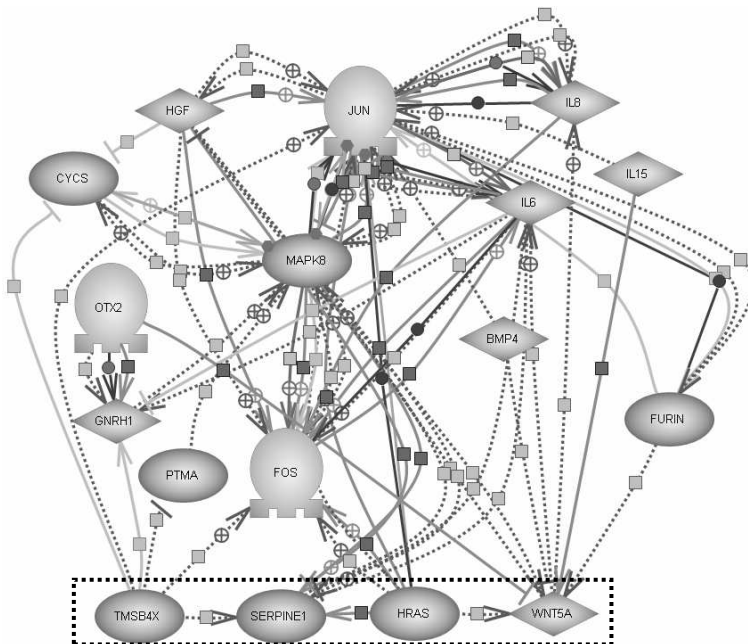 JUN
IL8
HGF
CYCS
IL15
IL6
MAPK8
OTX2
BMP4
GNRH1
FURIN
PTMA
FOS
TMSB4X
SERPINE1
HRAS
WNT5A